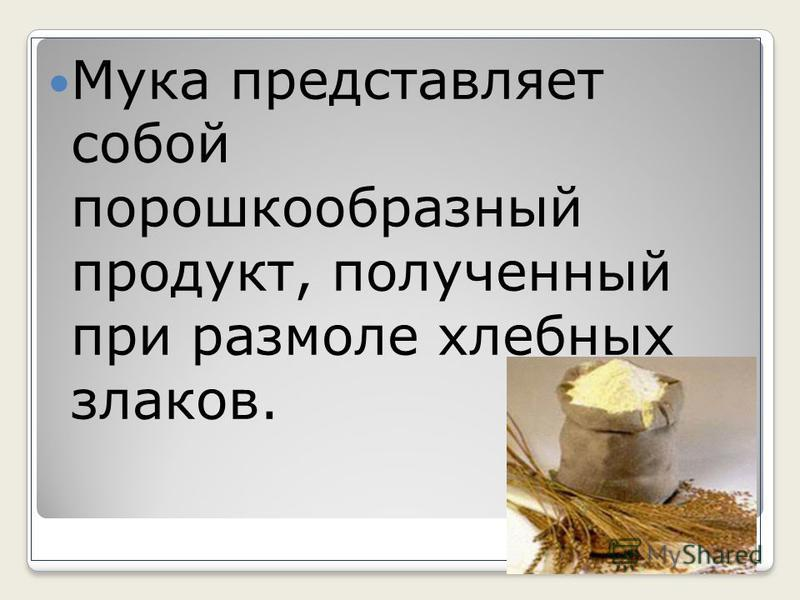 Мука представляет
собой
порошкообразный
продукт, полученный
при размоле хлебных
злаков.
MyShared